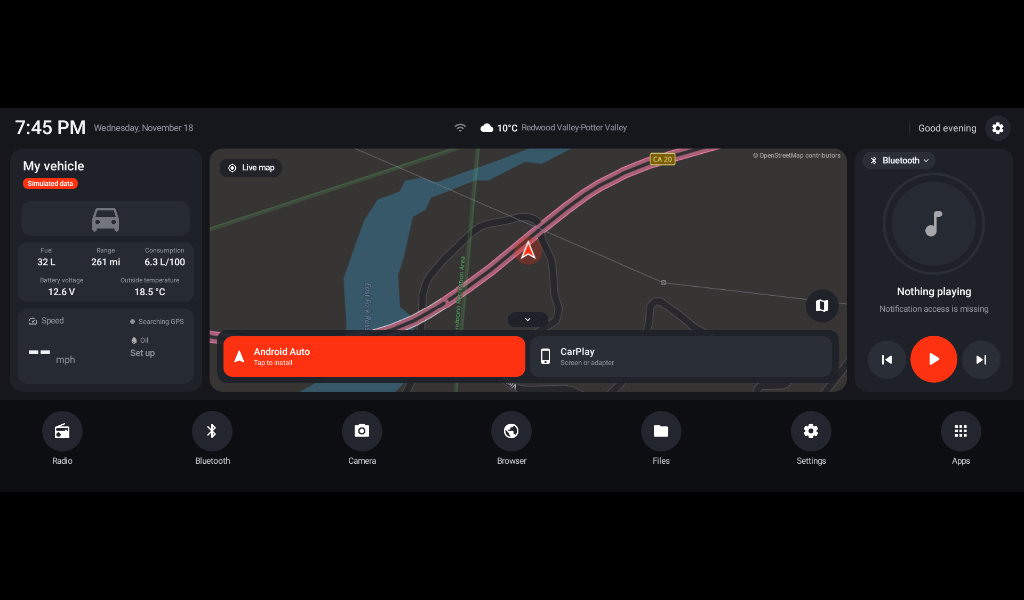 7:45 PM
Wednesday, November 18
10°C
Redwood Valley-Potter Valley
Good evening
My vehicle
Simulated data
Fuel
Range
Consumption
32 L
261 mi
6.3 L/100
Battery voltage
Outside temperature
12.6 V
18.5 °C
Speed
Searching GPS
mph
Oil
Set up
Live map
CA 20
© OpenStreetMap contributors
Android Auto
Tap to install
CarPlay
Screen or adapter
Bluetooth
Nothing playing
Notification access is missing
Radio
Bluetooth
Camera
Browser
Files
Settings
Apps